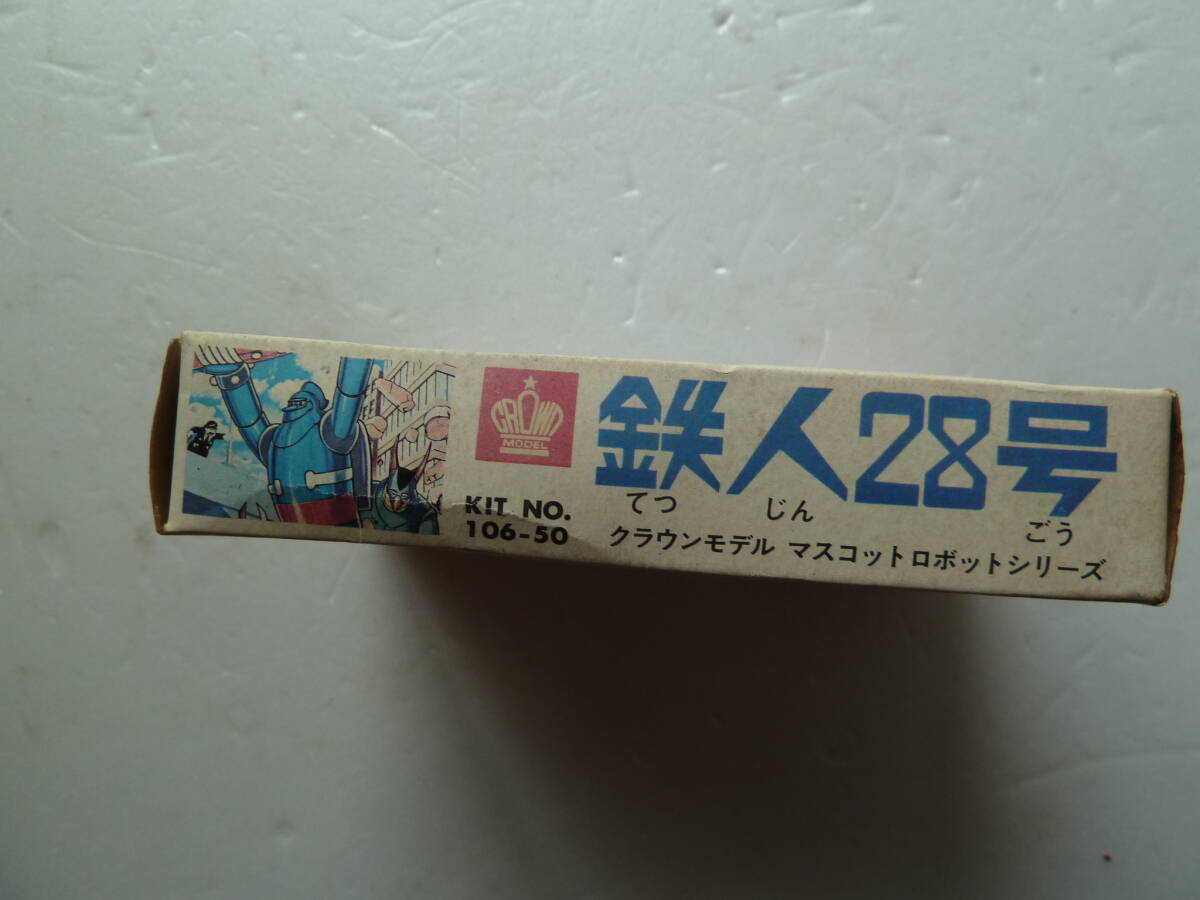 CROWN
MODEL
鉄人28号
てつ じん ごう
KIT NO.
106-50
クラウンモデル マスコットロボットシリーズ